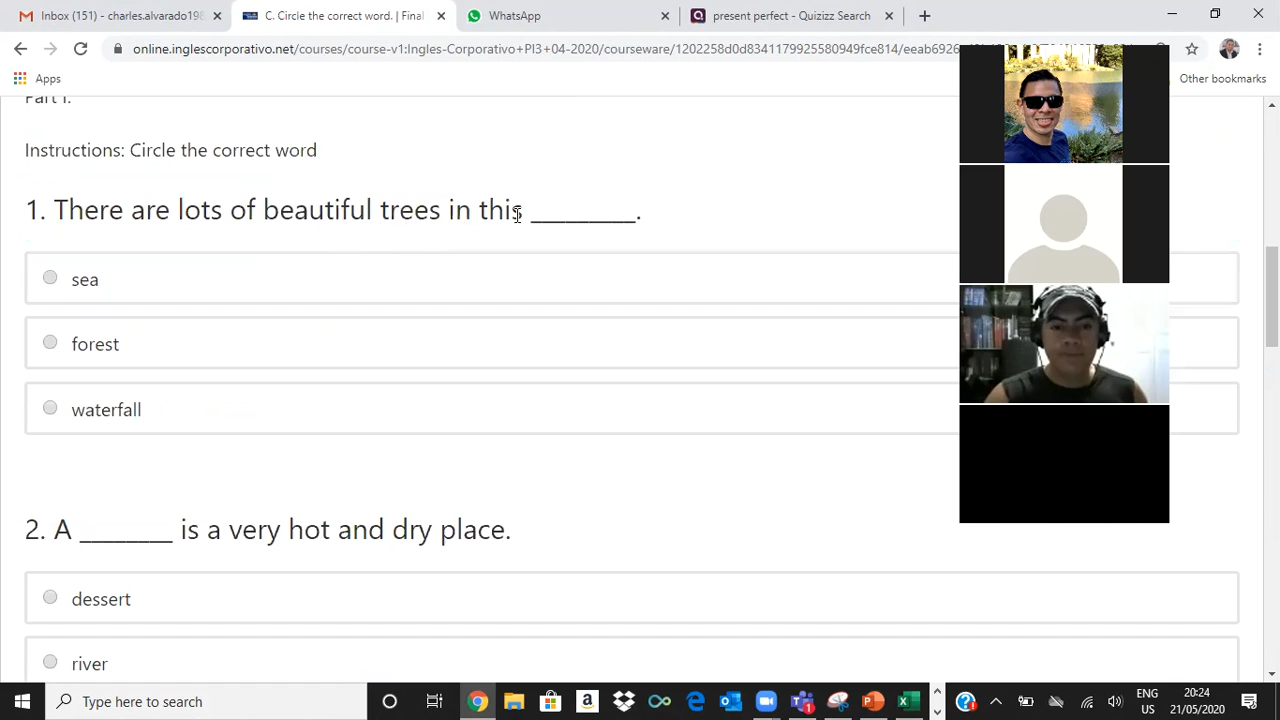 Inbox (151) - charles.alvarado198
C. Circle the correct word. | Final
WhatsApp
present perfect - Quizizz Search
online.inglescorporativo.net/courses/course-v1:Ingles-Corporativo+PI3+04-2020/courseware/1202258d0d8341179925580949fce814/eeab6926
Apps
Other bookmarks
Part I.
Instructions: Circle the correct word
1. There are lots of beautiful trees in this _________.
sea
forest
waterfall
2. A ________ is a very hot and dry place.
dessert
river
Type here to search
ENG
US
20:24
21/05/2020